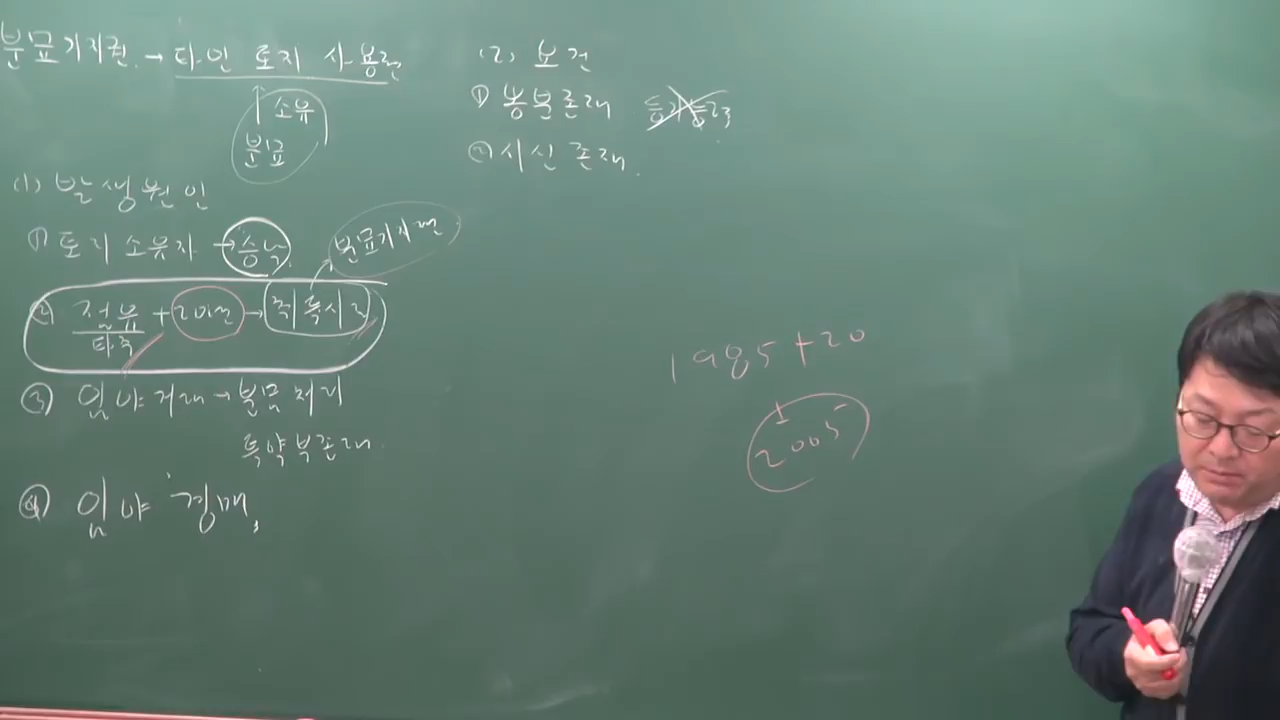 분묘기지권 → 타인 토지 사용권
↑ 소유
분묘
(1) 발생원인
① 토지 소유자 → 승낙
분묘기지권
② 점유 + 20년 → 취득시효
타주
③ 임야거래 → 분묘 처리
특약 부존재
④ 임야 경매
(2) 요건
① 봉분존재
② 시신 존재.
1985+20
2005